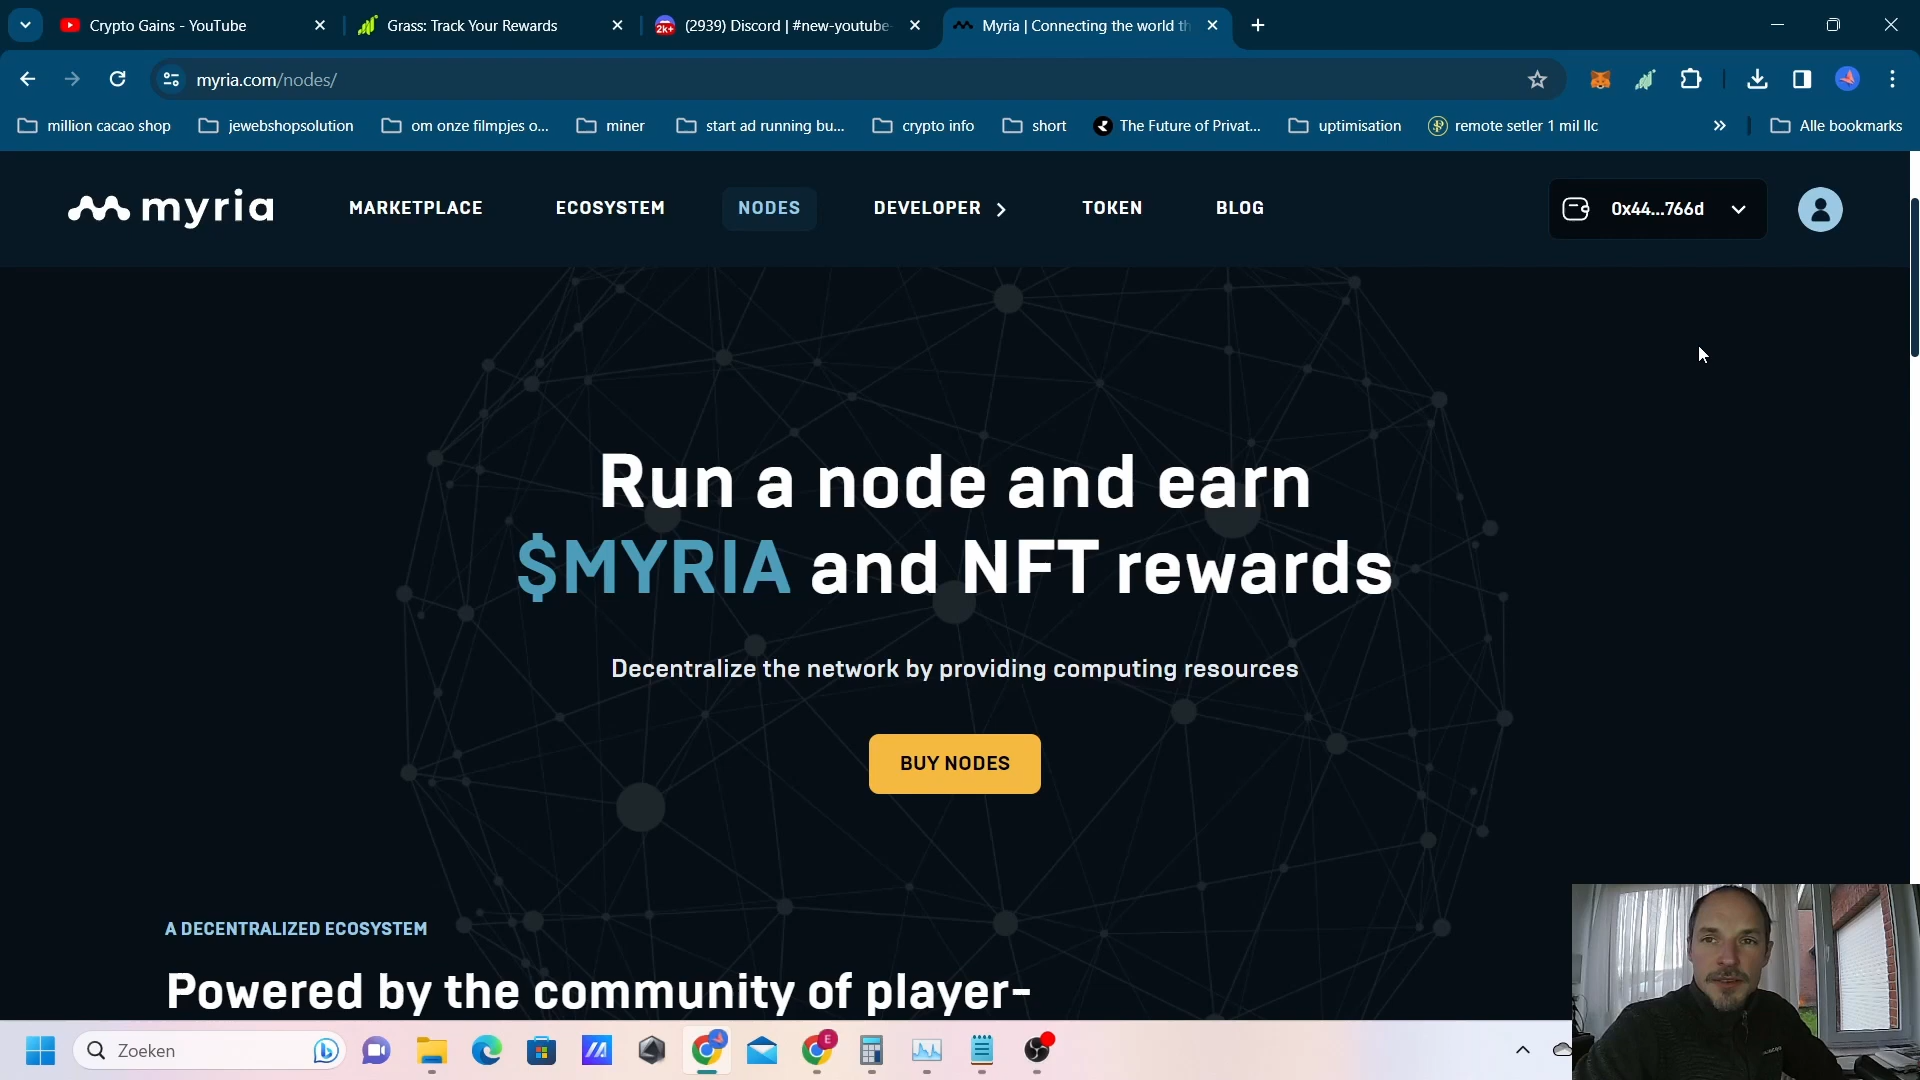 Crypto Gains - YouTube
Grass: Track Your Rewards
2k+
(2939) Discord | #new-youtube-
Myria | Connecting the world th
myria.com/nodes/
million cacao shop
jewebshopsolution
om onze filmpjes o...
miner
start ad running bu...
crypto info
short
The Future of Privat...
uptimisation
remote setler 1 mil llc
Alle bookmarks
myria
MARKETPLACE
ECOSYSTEM
NODES
DEVELOPER
TOKEN
BLOG
0x44...766d
Run a node and earn
$MYRIA and NFT rewards
Decentralize the network by providing computing resources
BUY NODES
A DECENTRALIZED ECOSYSTEM
Powered by the community of player-
Zoeken
E